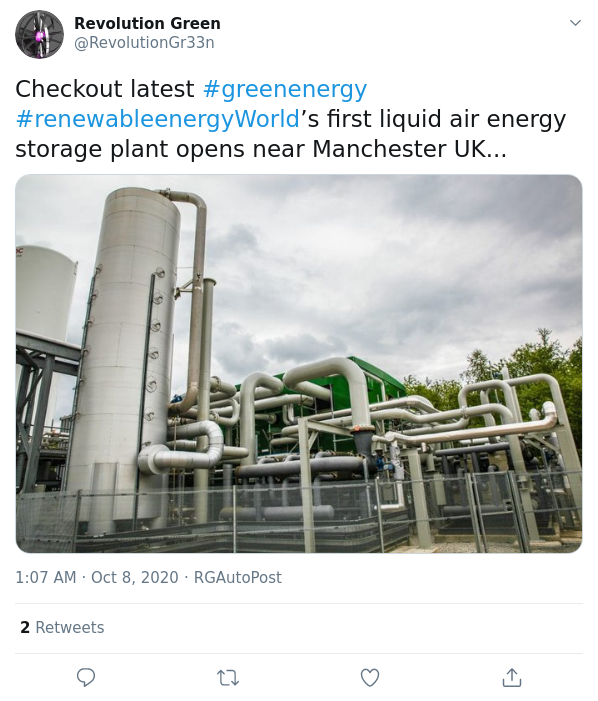 Revolution Green
@RevolutionGr33n
Checkout latest #greenenergy
#renewableenergyWorld’s first liquid air energy
storage plant opens near Manchester UK...
1:07 AM · Oct 8, 2020 · RGAutoPost
2 Retweets